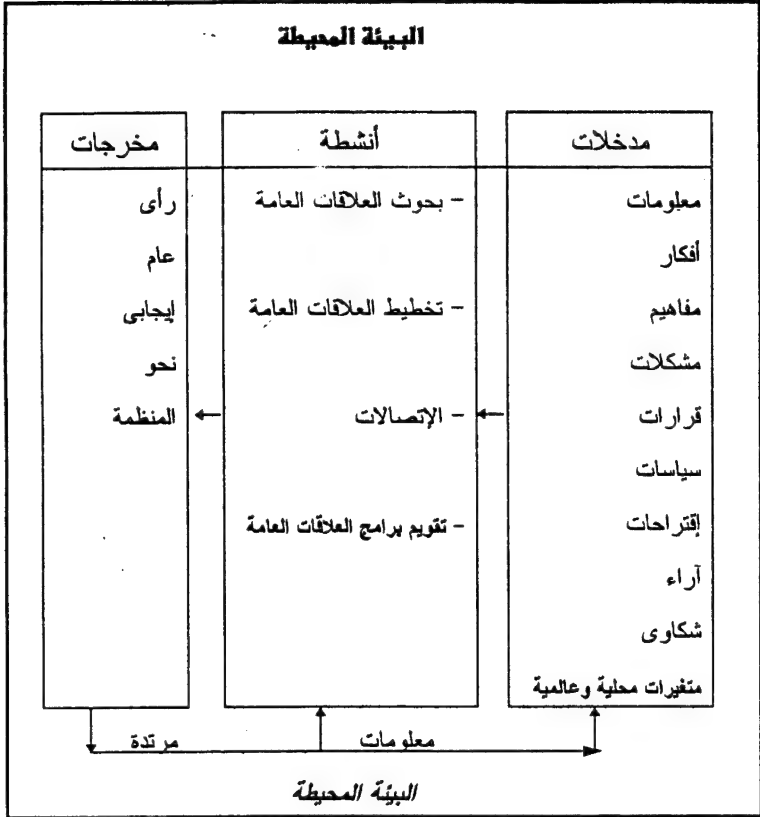 البيئة المحيطة
مدخلات
معلومات
أفكار
مفاهيم
مشكلات
قرارات
سياسات
إقتراحات
آراء
شكاوى
متغيرات محلية وعالمية
أنشطة
- بحوث العلاقات العامة
- تخطيط العلاقات العامة
- الإتصالات
- تقويم برامج العلاقات العامة
مخرجات
رأى
عام
إيجابى
نحو
المنظمة
معلومات مرتدة
البيئة المحيطة